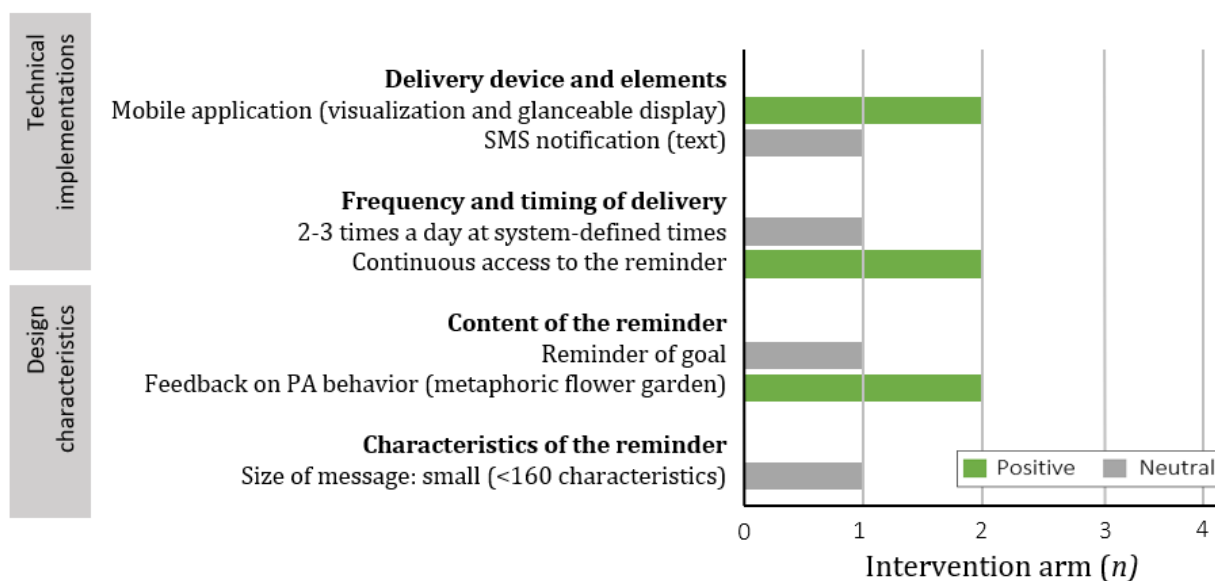 Technical
implementations
Delivery device and elements
Mobile application (visualization and glanceable display)
SMS notification (text)
Frequency and timing of delivery
2-3 times a day at system-defined times
Continuous access to the reminder
Design
characteristics
Content of the reminder
Reminder of goal
Feedback on PA behavior (metaphoric flower garden)
Characteristics of the reminder
Size of message: small (<160 characteristics)
Positive Neutral
0 1 2 3 4
Intervention arm (n)